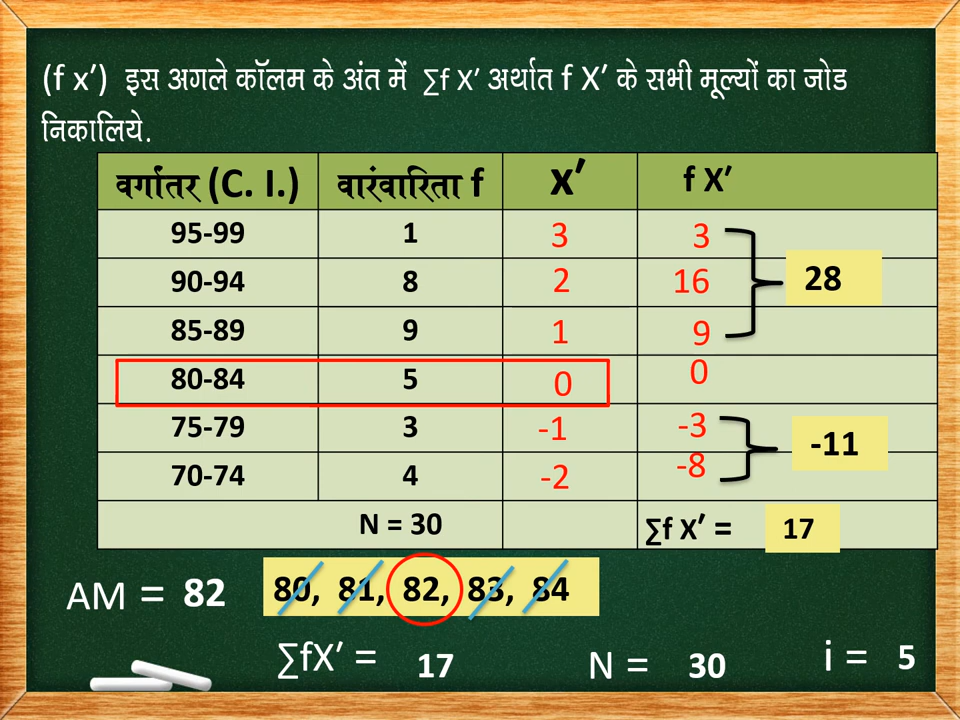 (f x′) इस अगले कॉलम के अंत में ∑f X′ अर्थात f X′ के सभी मूल्यों का जोड
निकालिये.
वर्गांतर (C. I.) वारंवारिता f x′ f X′
95-99 1 3 3
90-94 8 2 16 28
85-89 9 1 9
80-84 5 0 0
75-79 3 -1 -3 -11
70-74 4 -2 -8
N = 30 ∑f X′ = 17
AM = 82 80, 81, 82, 83, 84
∑fX′ = 17 N = 30 i = 5